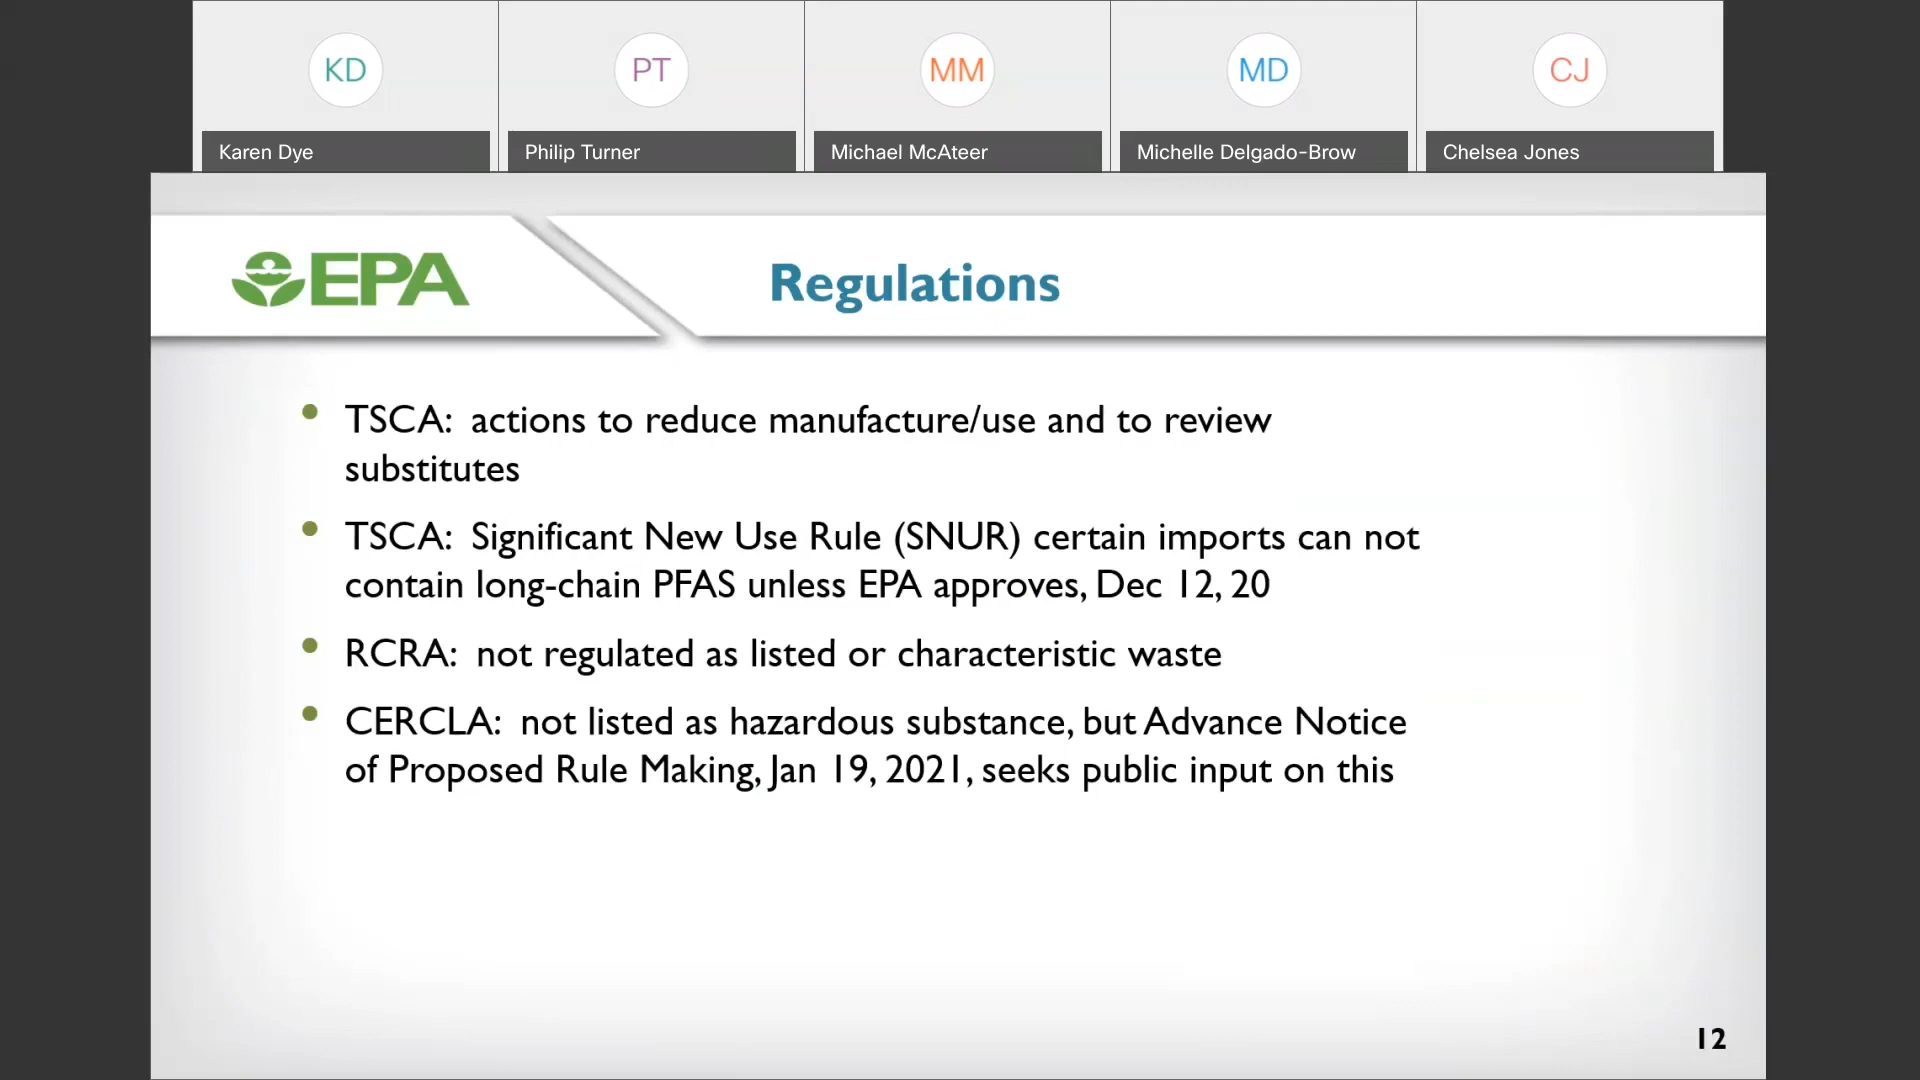 KD
PT
MM
MD
CJ
Karen Dye
Philip Turner
Michael McAteer
Michelle Delgado-Brow
Chelsea Jones
EPA
Regulations
• TSCA: actions to reduce manufacture/use and to review
substitutes
• TSCA: Significant New Use Rule (SNUR) certain imports can not
contain long-chain PFAS unless EPA approves, Dec 12, 20
• RCRA: not regulated as listed or characteristic waste
• CERCLA: not listed as hazardous substance, but Advance Notice
of Proposed Rule Making, Jan 19, 2021, seeks public input on this
12